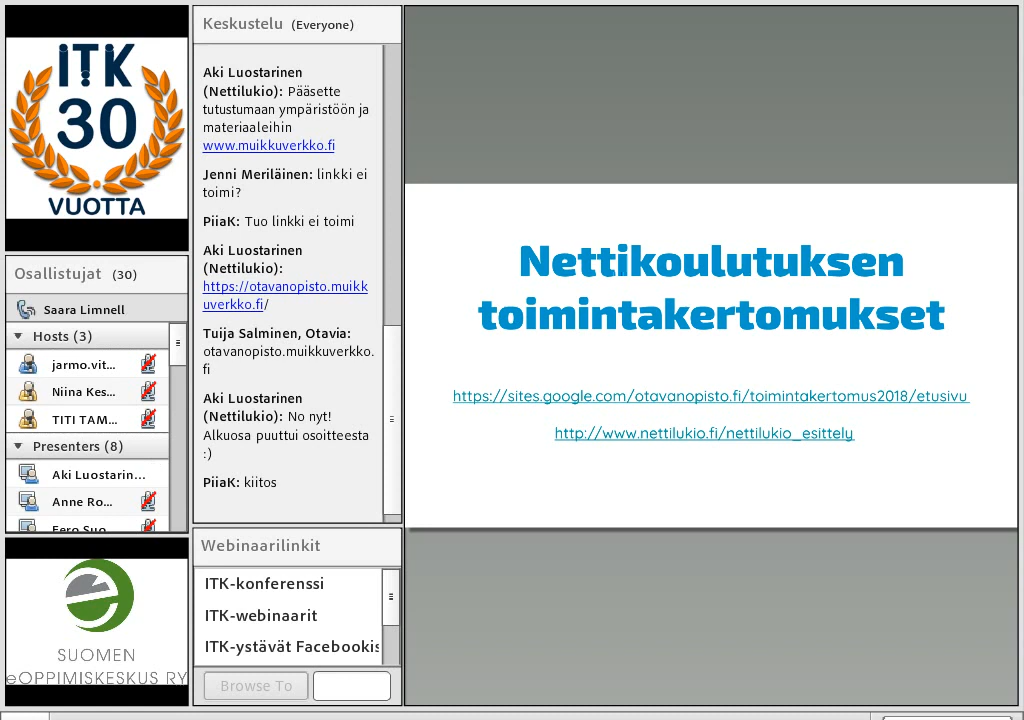 ITK
30
VUOTTA
Osallistujat (30)
Saara Limnell
Hosts (3)
jarmo.vit...
Niina Kes...
TITI TAM...
Presenters (8)
Aki Luostarin...
Anne Ro...
Eero Suo...
SUOMEN
eOPPIMISKESKUS RY
Keskustelu (Everyone)
Aki Luostarinen
(Nettilukio): Pääsette
tutustumaan ympäristöön ja
materiaaleihin
www.muikkuverkko.fi
Jenni Meriläinen: linkki ei
toimi?
PiiaK: Tuo linkki ei toimi
Aki Luostarinen
(Nettilukio):
https://otavanopisto.muikk
uverkko.fi/
Tuija Salminen, Otavia:
otavanopisto.muikkuverkko.
fi
Aki Luostarinen
(Nettilukio): No nyt!
Alkuosa puuttui osoitteesta
:)
PiiaK: kiitos
Webinaarilinkit
ITK-konferenssi
ITK-webinaarit
ITK-ystävät Facebookis
Browse To
Nettikoulutuksen
toimintakertomukset
https://sites.google.com/otavanopisto.fi/toimintakertomus2018/etusivu
http://www.nettilukio.fi/nettilukio_esittely